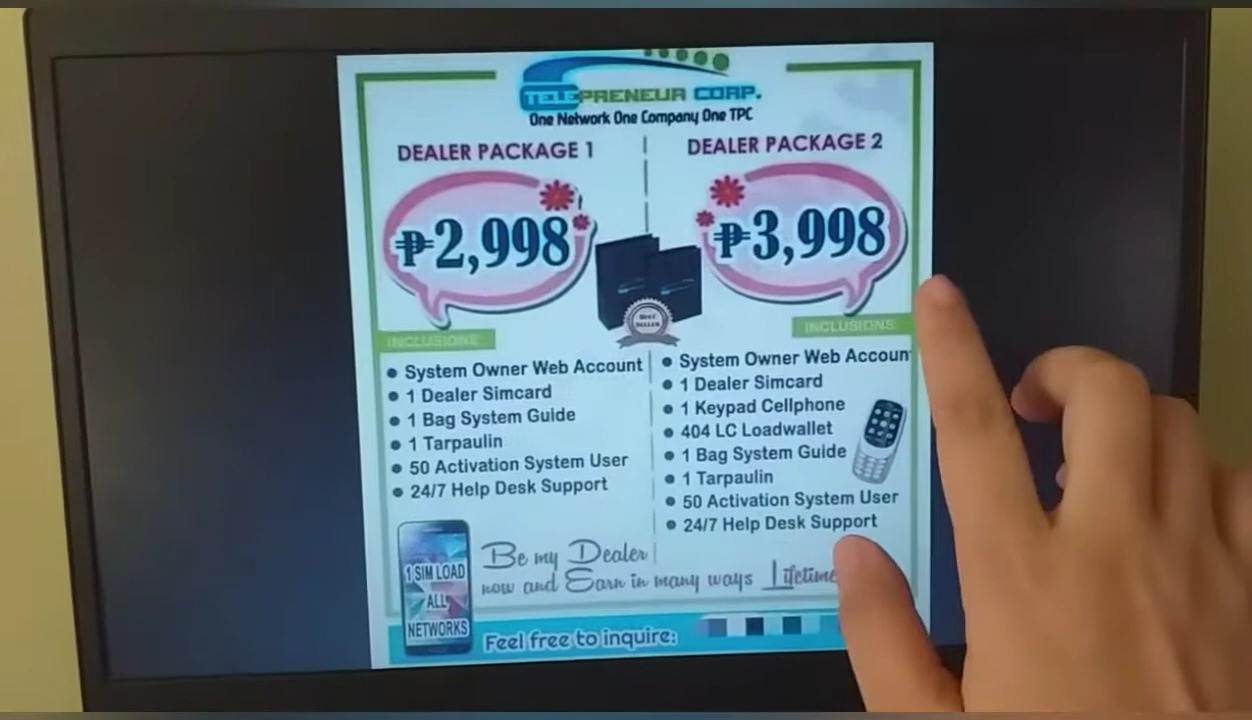 TELEPRENEUR CORP.
One Network One Company One TPC
DEALER PACKAGE 1
₱2,998
INCLUSIONS
• System Owner Web Account
• 1 Dealer Simcard
• 1 Bag System Guide
• 1 Tarpaulin
• 50 Activation System User
• 24/7 Help Desk Support
DEALER PACKAGE 2
₱3,998
INCLUSIONS
• System Owner Web Accoun
• 1 Dealer Simcard
• 1 Keypad Cellphone
• 404 LC Loadwallet
• 1 Bag System Guide
• 1 Tarpaulin
• 50 Activation System User
• 24/7 Help Desk Support
BEST
SELLER
1 SIM LOAD
ALL
NETWORKS
Be my Dealer
now and Earn in many ways Lifetime
Feel free to inquire: